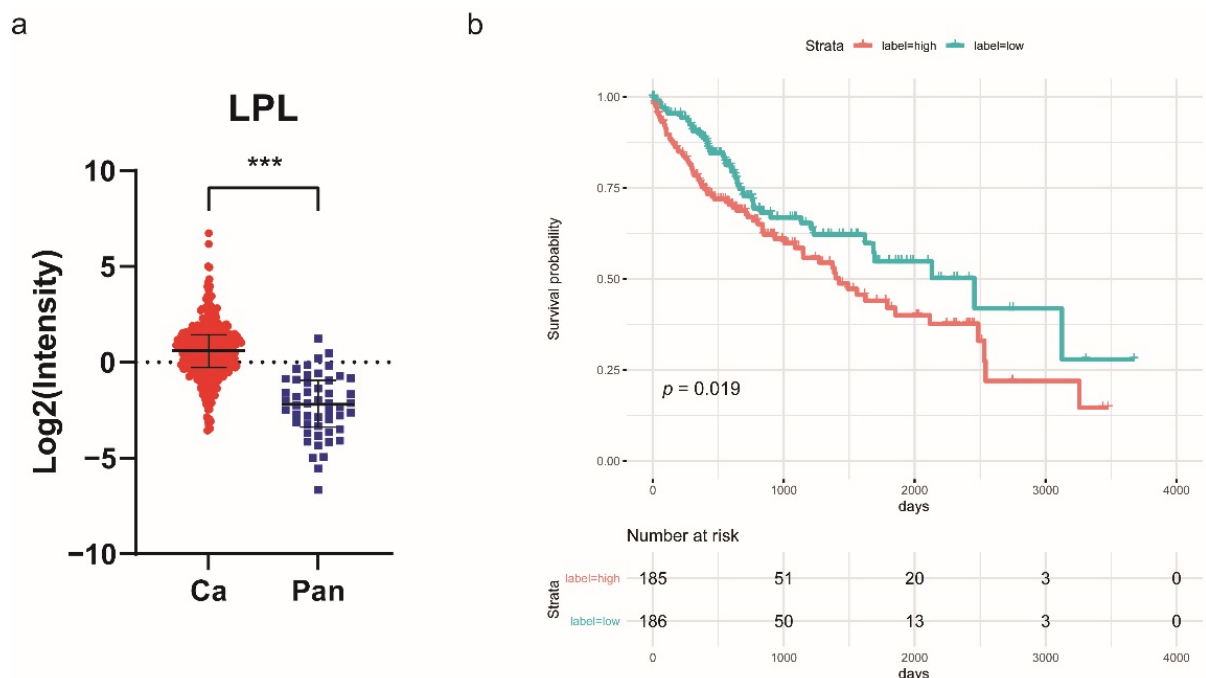 a
LPL
***
Log2(Intensity)
10
5
0
−5
−10
Ca Pan
b
Strata label=high label=low
Survival probability
1.00
0.75
0.50
0.25
0.00
p = 0.019
0 1000 2000 3000 4000
days
Number at risk
Strata
label=high 185 51 20 3 0
label=low 186 50 13 3 0
0 1000 2000 3000 4000
days